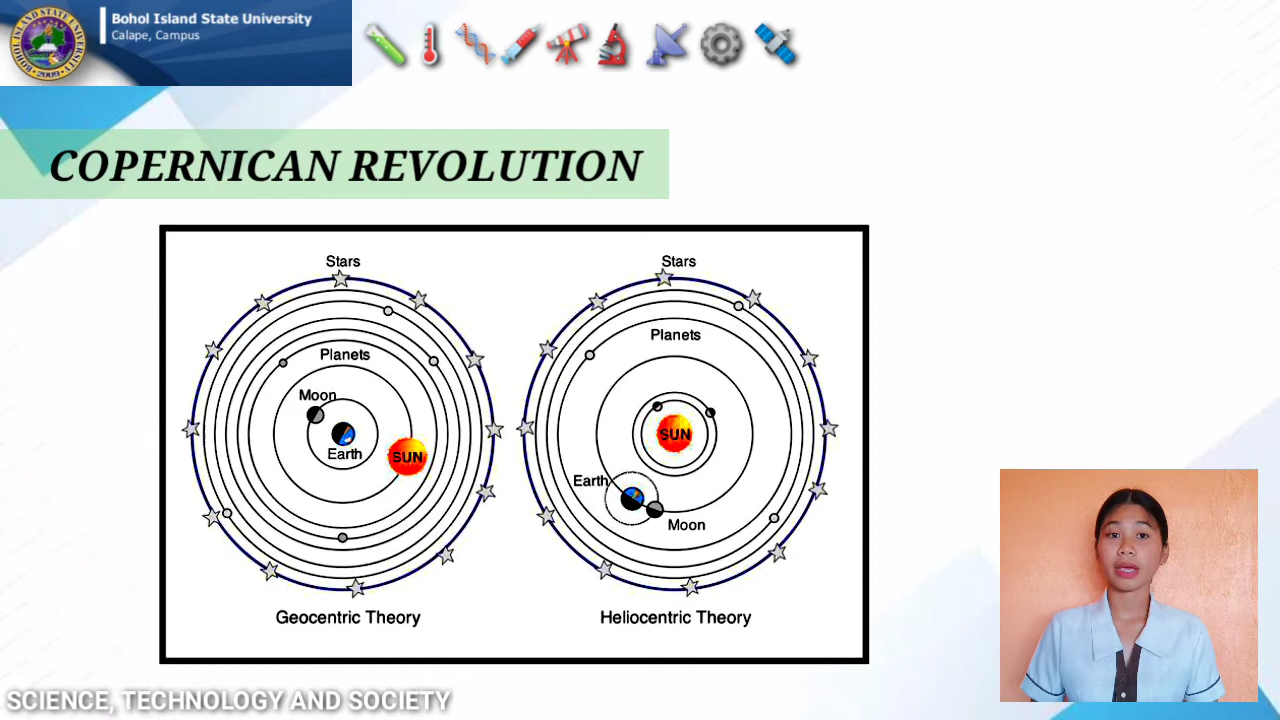 Bohol Island State University
Calape, Campus
COPERNICAN REVOLUTION
Stars
Planets
Moon
Earth
SUN
Geocentric Theory
Stars
Planets
SUN
Earth
Moon
Heliocentric Theory
SCIENCE, TECHNOLOGY AND SOCIETY